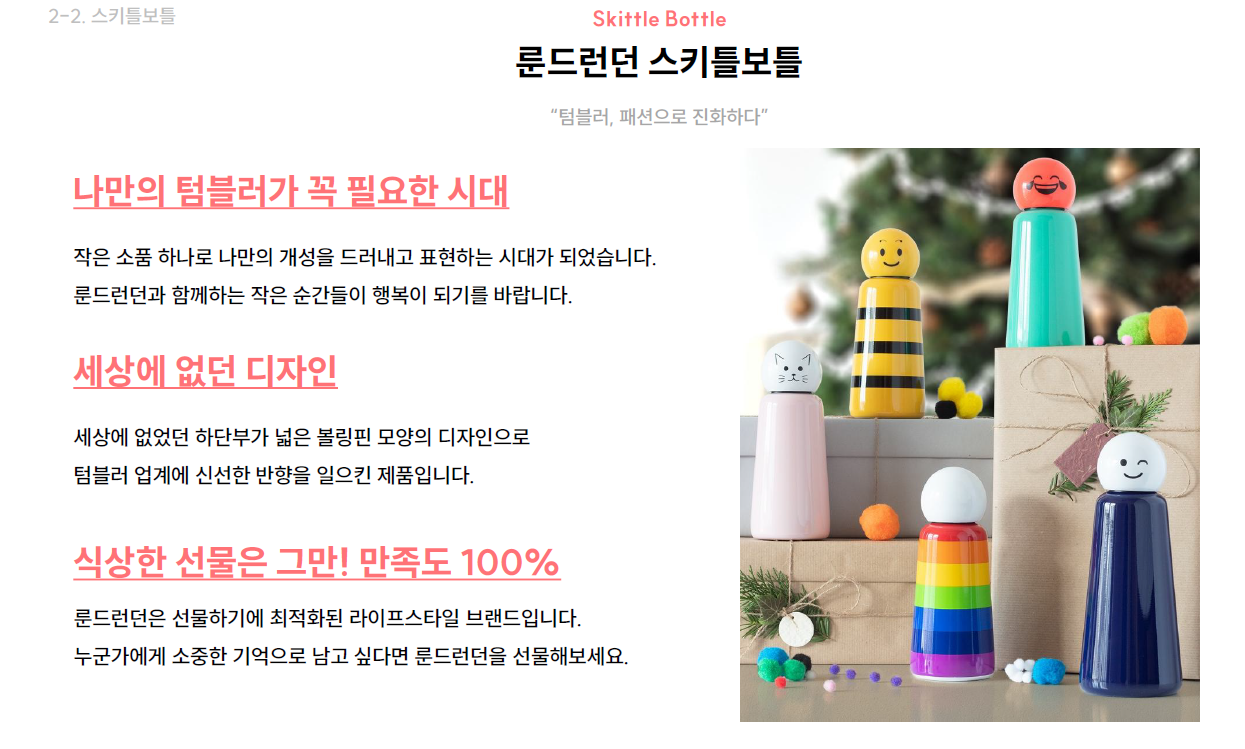 2-2. 스키틀보틀
Skittle Bottle
룬드런던 스키틀보틀
“텀블러, 패션으로 진화하다”
나만의 텀블러가 꼭 필요한 시대
작은 소품 하나로 나만의 개성을 드러내고 표현하는 시대가 되었습니다.
룬드런던과 함께하는 작은 순간들이 행복이 되기를 바랍니다.
세상에 없던 디자인
세상에 없었던 하단부가 넓은 볼링핀 모양의 디자인으로
텀블러 업계에 신선한 반향을 일으킨 제품입니다.
식상한 선물은 그만! 만족도 100%
룬드런던은 선물하기에 최적화된 라이프스타일 브랜드입니다.
누군가에게 소중한 기억으로 남고 싶다면 룬드런던을 선물해보세요.